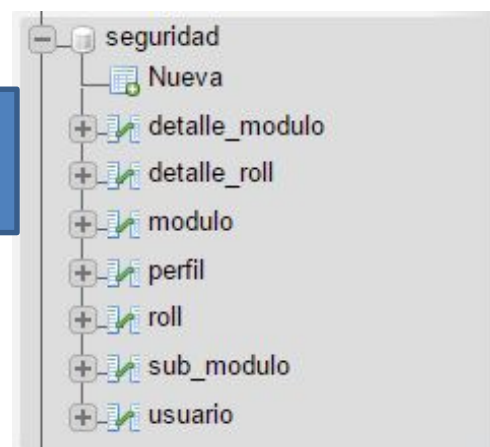 seguridad
Nueva
detalle_modulo
detalle_roll
modulo
perfil
roll
sub_modulo
usuario